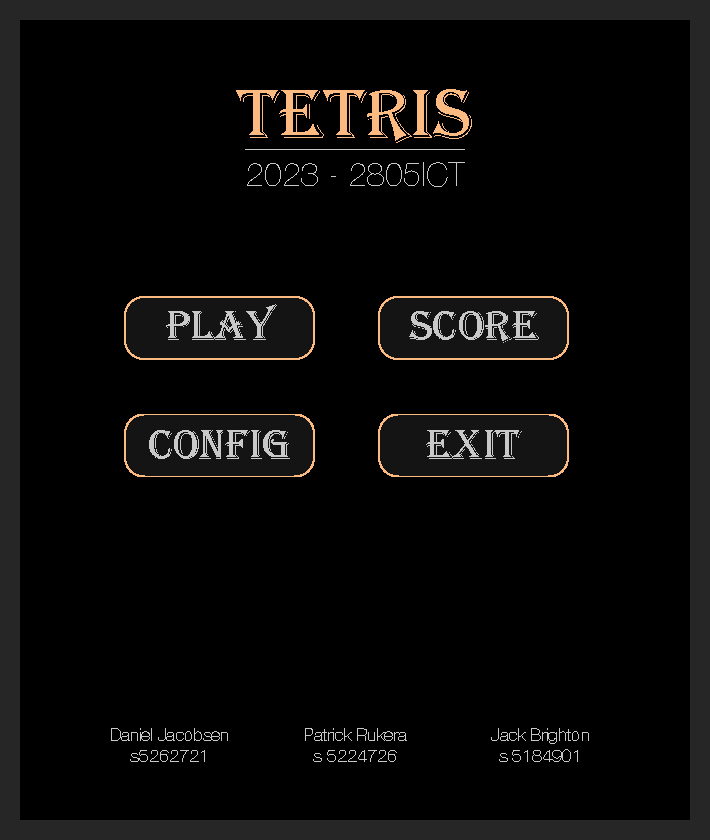 TETRIS
2023 - 2805ICT
PLAY
SCORE
CONFIG
EXIT
Daniel Jacobsen
s5262721
Patrick Rukera
s 5224726
Jack Brighton
s 5184901